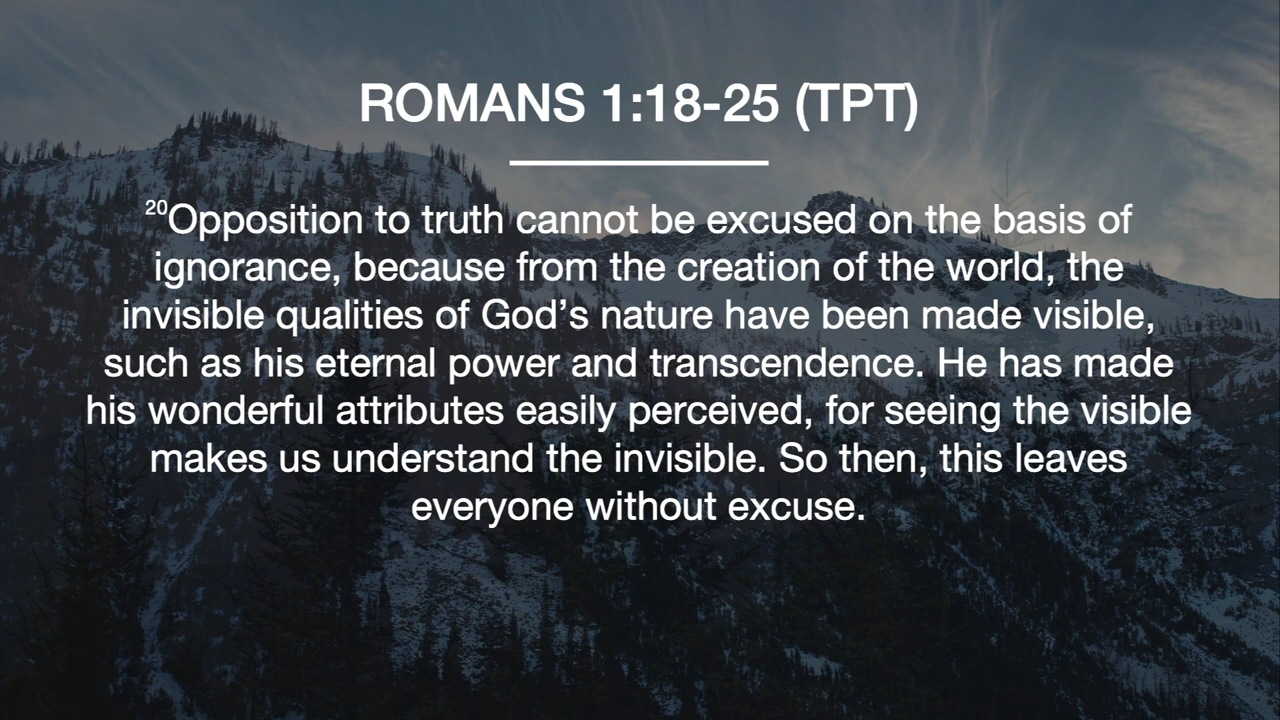 ROMANS 1:18-25 (TPT)
20Opposition to truth cannot be excused on the basis of
ignorance, because from the creation of the world, the
invisible qualities of God’s nature have been made visible,
such as his eternal power and transcendence. He has made
his wonderful attributes easily perceived, for seeing the visible
makes us understand the invisible. So then, this leaves
everyone without excuse.